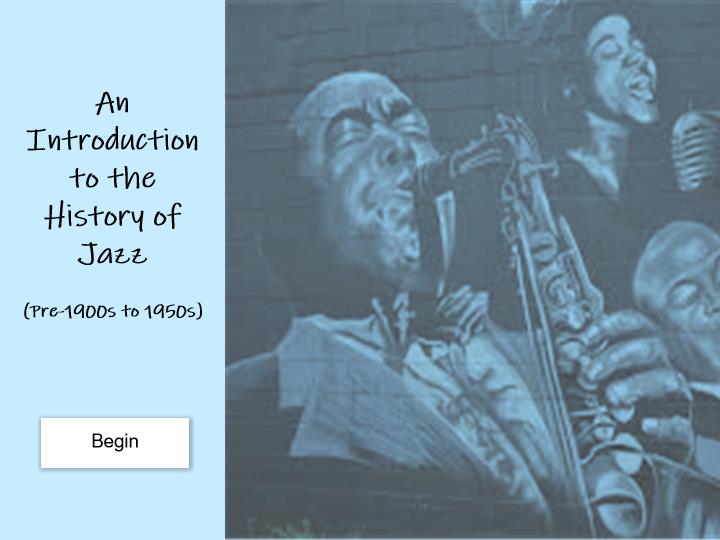 An
Introduction
to the
History of
Jazz
(Pre-1900s to 1950s)
Begin